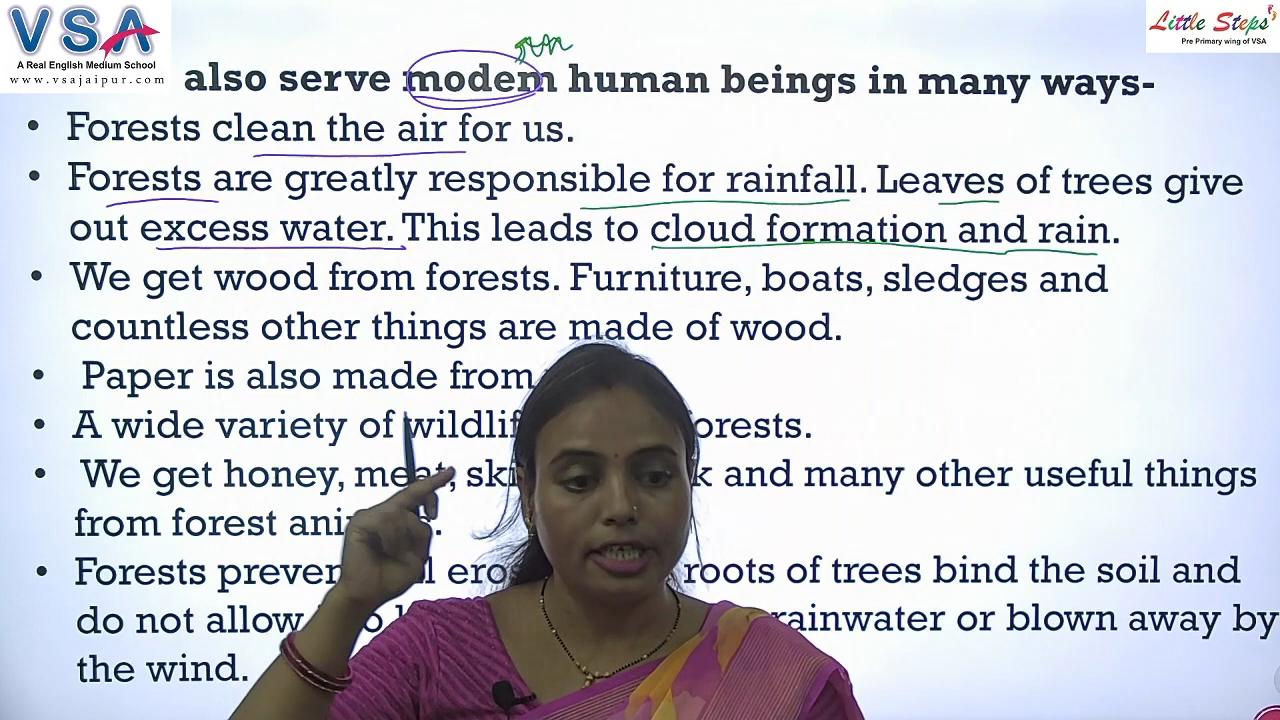 VSA
A Real English Medium School
www.vsajaipur.com
Little Steps
Pre Primary wing of VSA
also serve modern human beings in many ways-
• Forests clean the air for us.
• Forests are greatly responsible for rainfall. Leaves of trees give
out excess water. This leads to cloud formation and rain.
• We get wood from forests. Furniture, boats, sledges and
countless other things are made of wood.
• Paper is also made from
• A wide variety of orests.
• We get honey, and many other useful things
from forest
• Forests roots of trees bind the soil and
do not allow rainwater or blown away by
the wind.